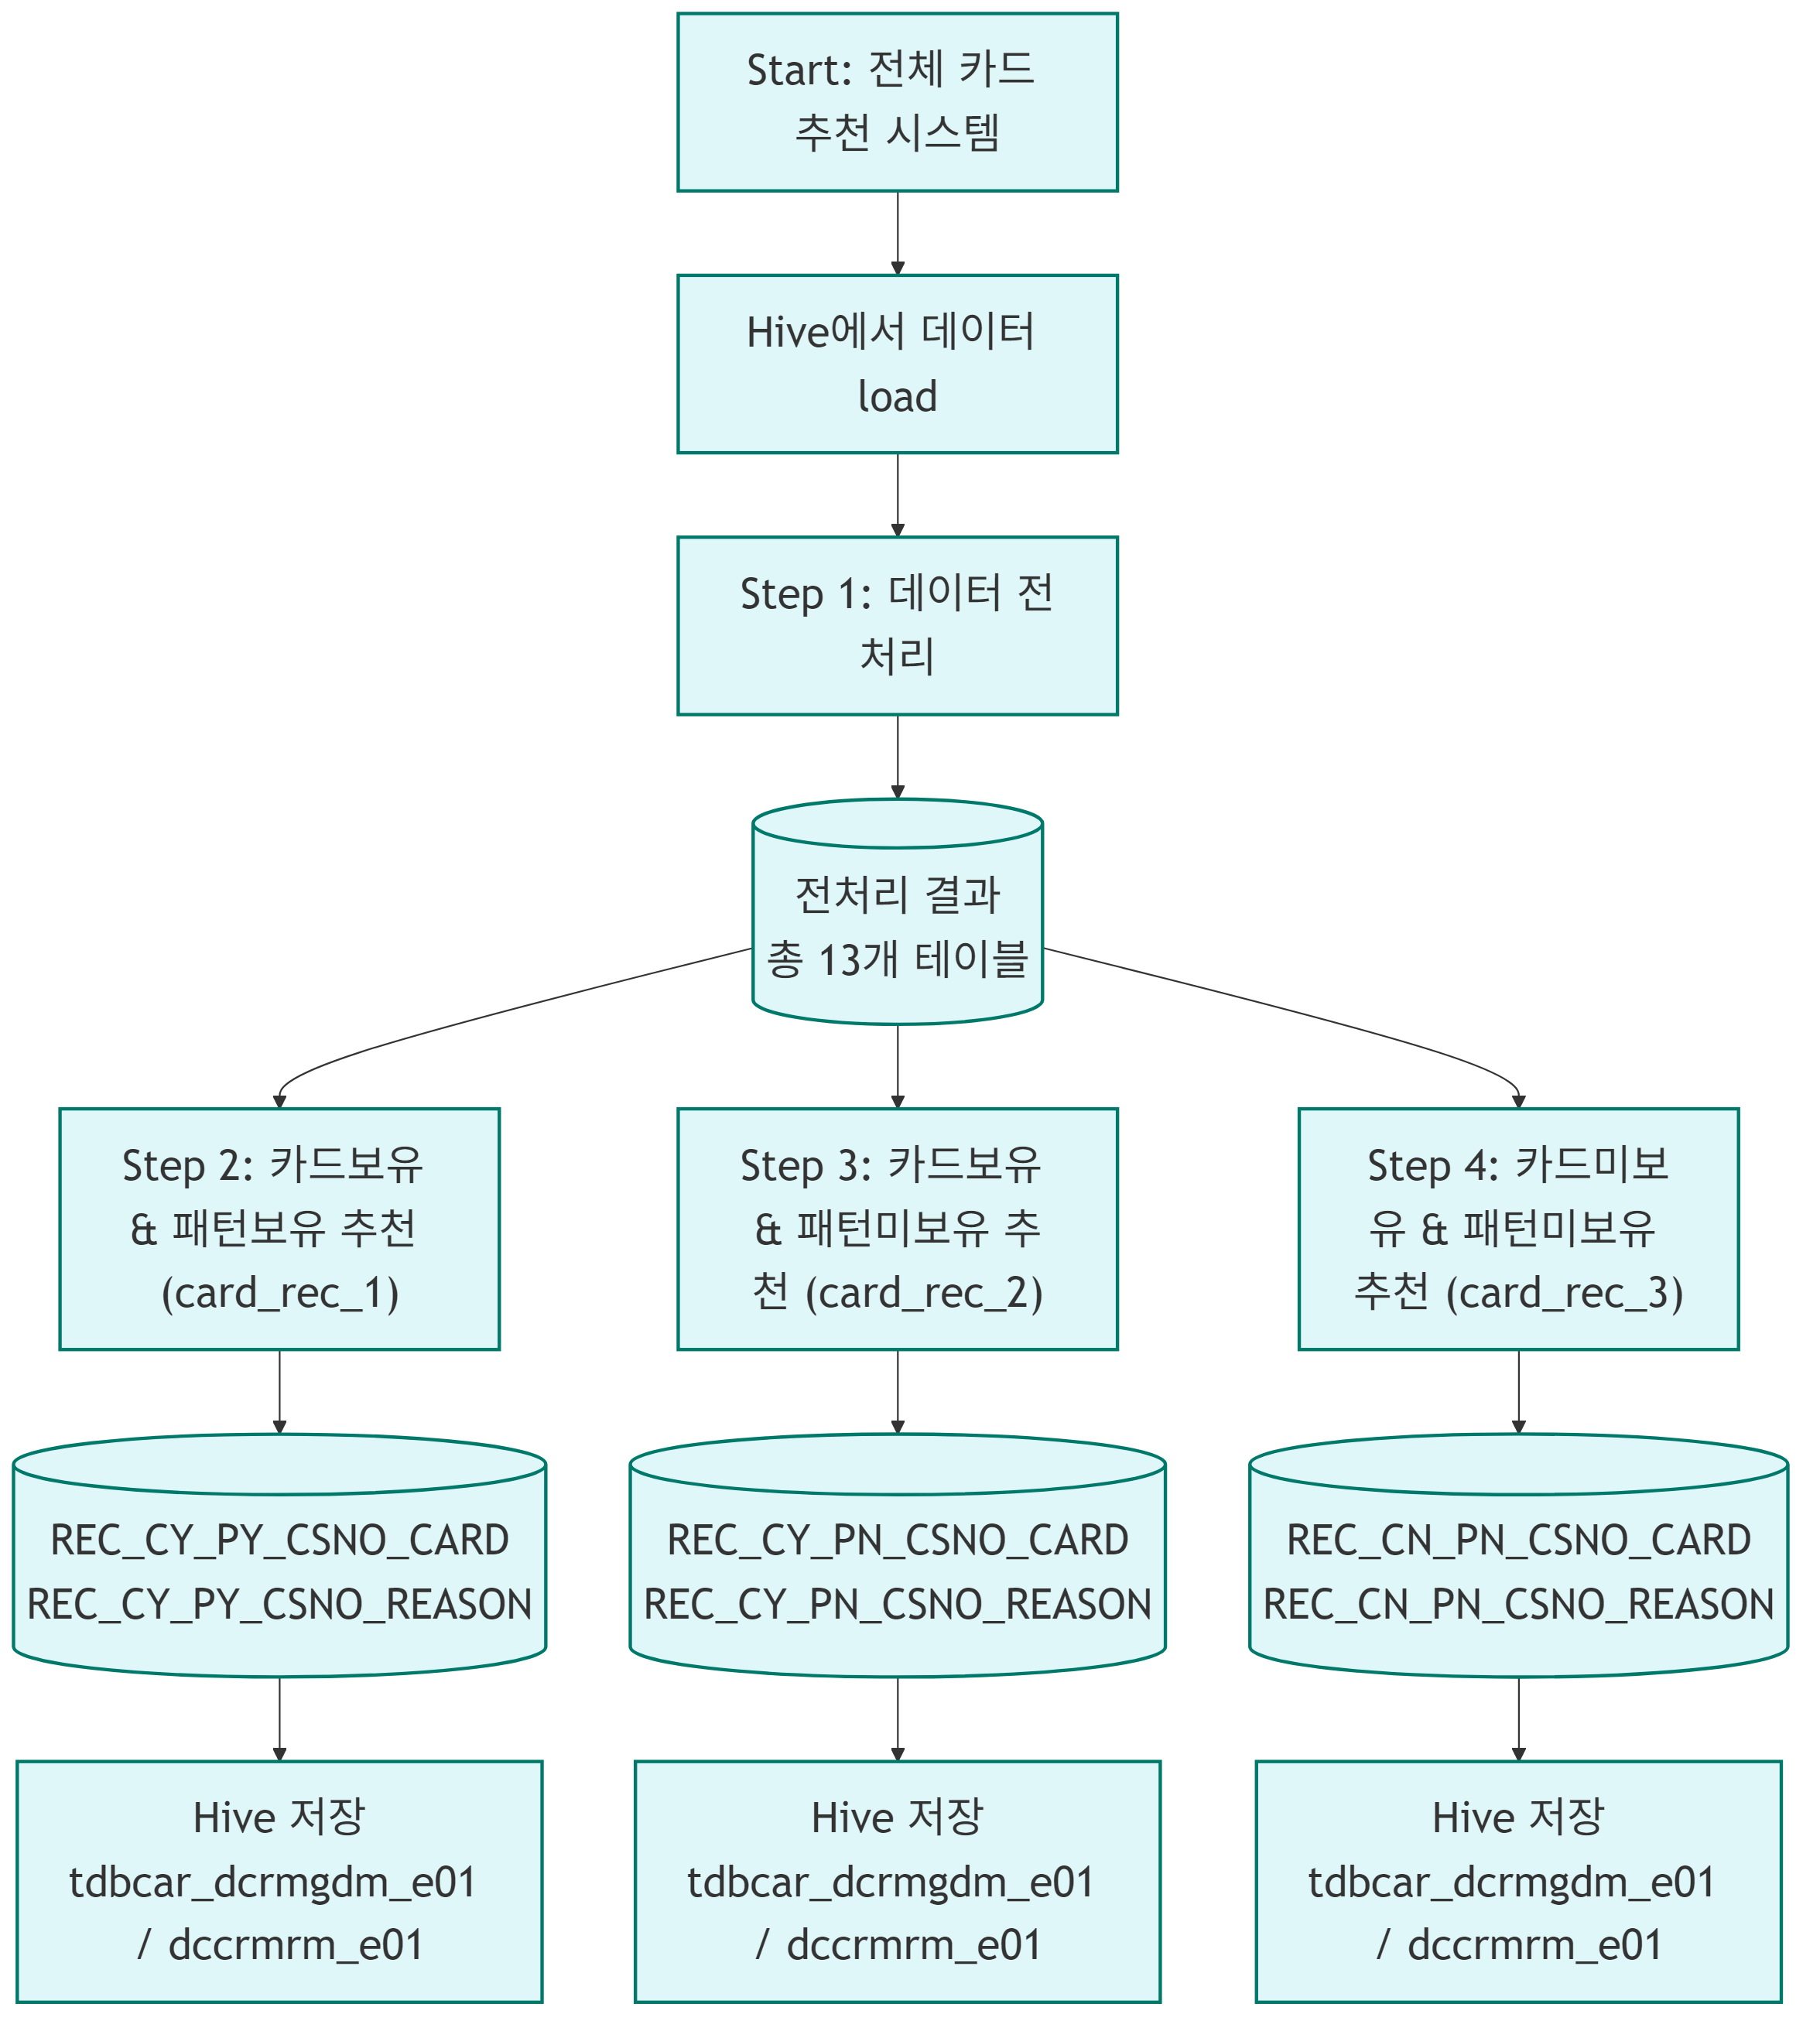 Start: 전체 카드
추천 시스템
Hive에서 데이터
load
Step 1: 데이터 전
처리
전처리 결과
총 13개 테이블
Step 2: 카드보유
& 패턴보유 추천
(card_rec_1)
Step 3: 카드보유
& 패턴미보유 추
천 (card_rec_2)
Step 4: 카드미보
유 & 패턴미보유
추천 (card_rec_3)
REC_CY_PY_CSNO_CARD
REC_CY_PY_CSNO_REASON
REC_CY_PN_CSNO_CARD
REC_CY_PN_CSNO_REASON
REC_CN_PN_CSNO_CARD
REC_CN_PN_CSNO_REASON
Hive 저장
tdbcar_dcrmgdm_e01
/ dccrmrm_e01
Hive 저장
tdbcar_dcrmgdm_e01
/ dccrmrm_e01
Hive 저장
tdbcar_dcrmgdm_e01
/ dccrmrm_e01